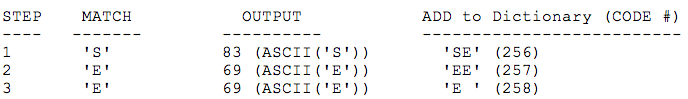 STEP MATCH OUTPUT ADD to Dictionary (CODE #)
---- ------- ---------- --------------------------
1 'S' 83 (ASCII('S')) 'SE' (256)
2 'E' 69 (ASCII('E')) 'EE' (257)
3 'E' 69 (ASCII('E')) 'E ' (258)